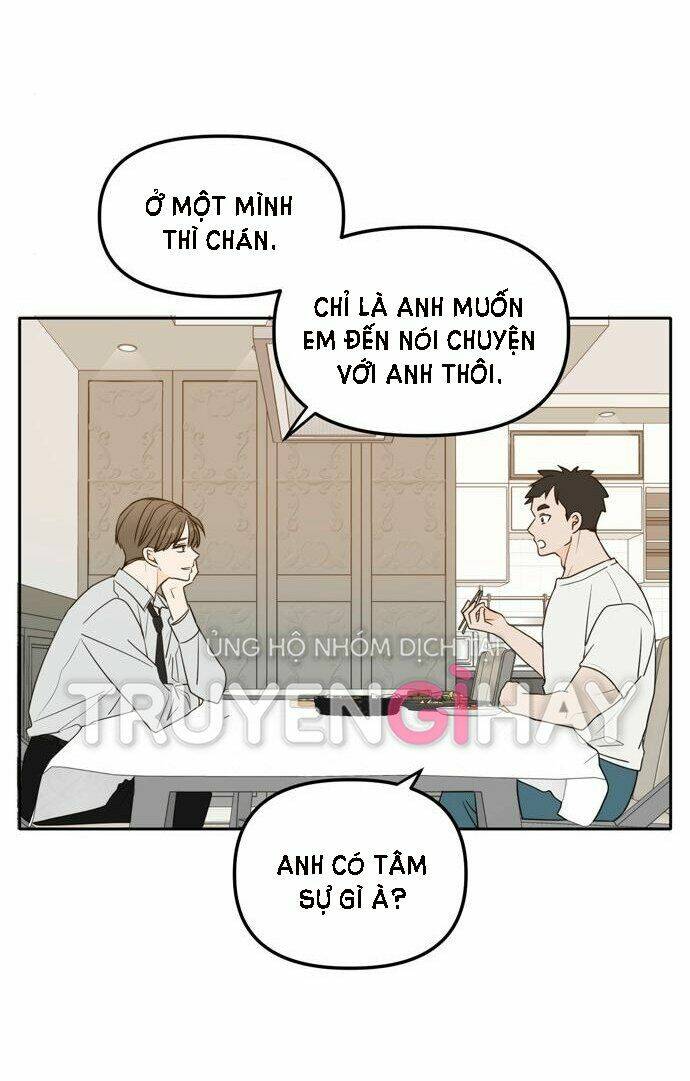 Ở MỘT MÌNH
THÌ CHÁN.
CHỈ LÀ ANH MUỐN
EM ĐẾN NÓI CHUYỆN
VỚI ANH THÔI.
ỦNG HỘ NHÓM DỊCH TẠI
TRUYENGIHAY
ANH CÓ TÂM
SỰ GÌ À?